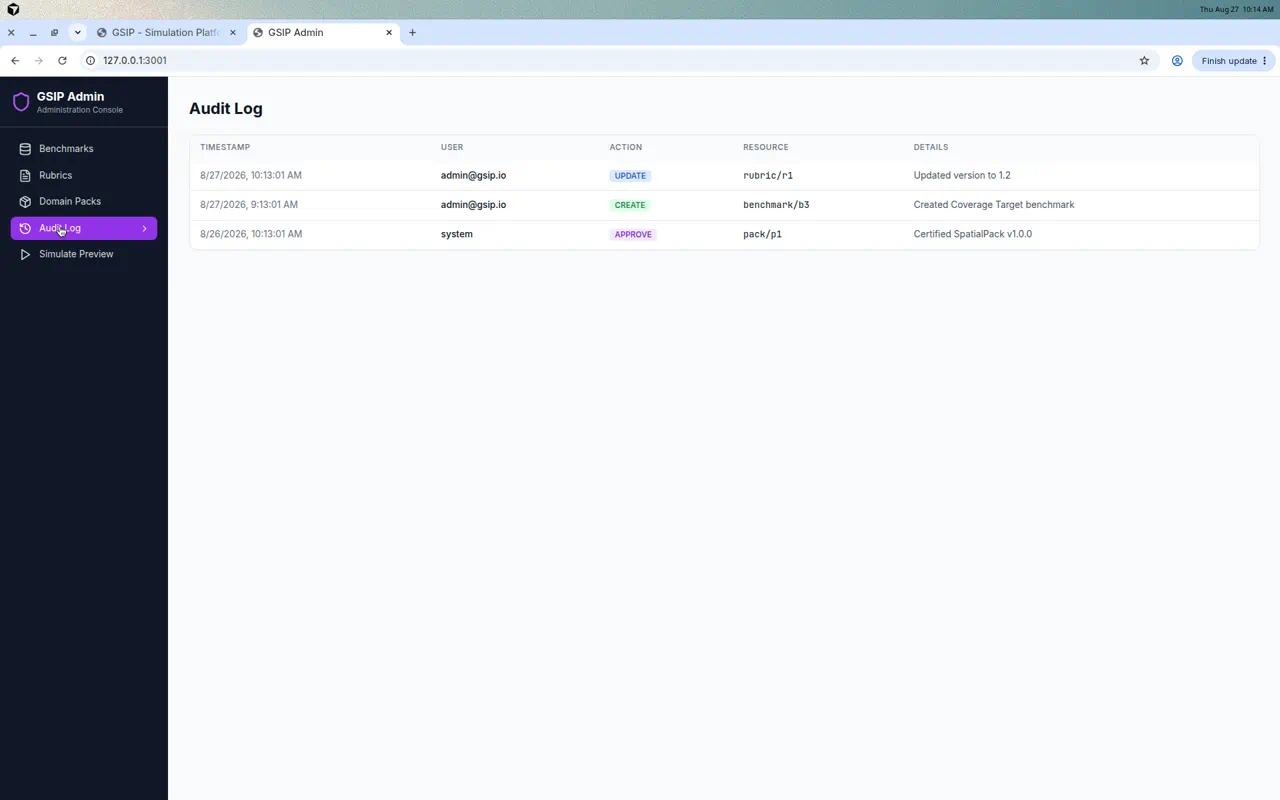 Thu Aug 27 10:14 AM
GSIP - Simulation Platf
GSIP Admin
127.0.0.1:3001
Finish update
GSIP Admin
Administration Console
Benchmarks
Rubrics
Domain Packs
Audit Log
Simulate Preview
Audit Log
TIMESTAMP USER ACTION RESOURCE DETAILS
8/27/2026, 10:13:01 AM admin@gsip.io UPDATE rubric/r1 Updated version to 1.2
8/27/2026, 9:13:01 AM admin@gsip.io CREATE benchmark/b3 Created Coverage Target benchmark
8/26/2026, 10:13:01 AM system APPROVE pack/p1 Certified SpatialPack v1.0.0